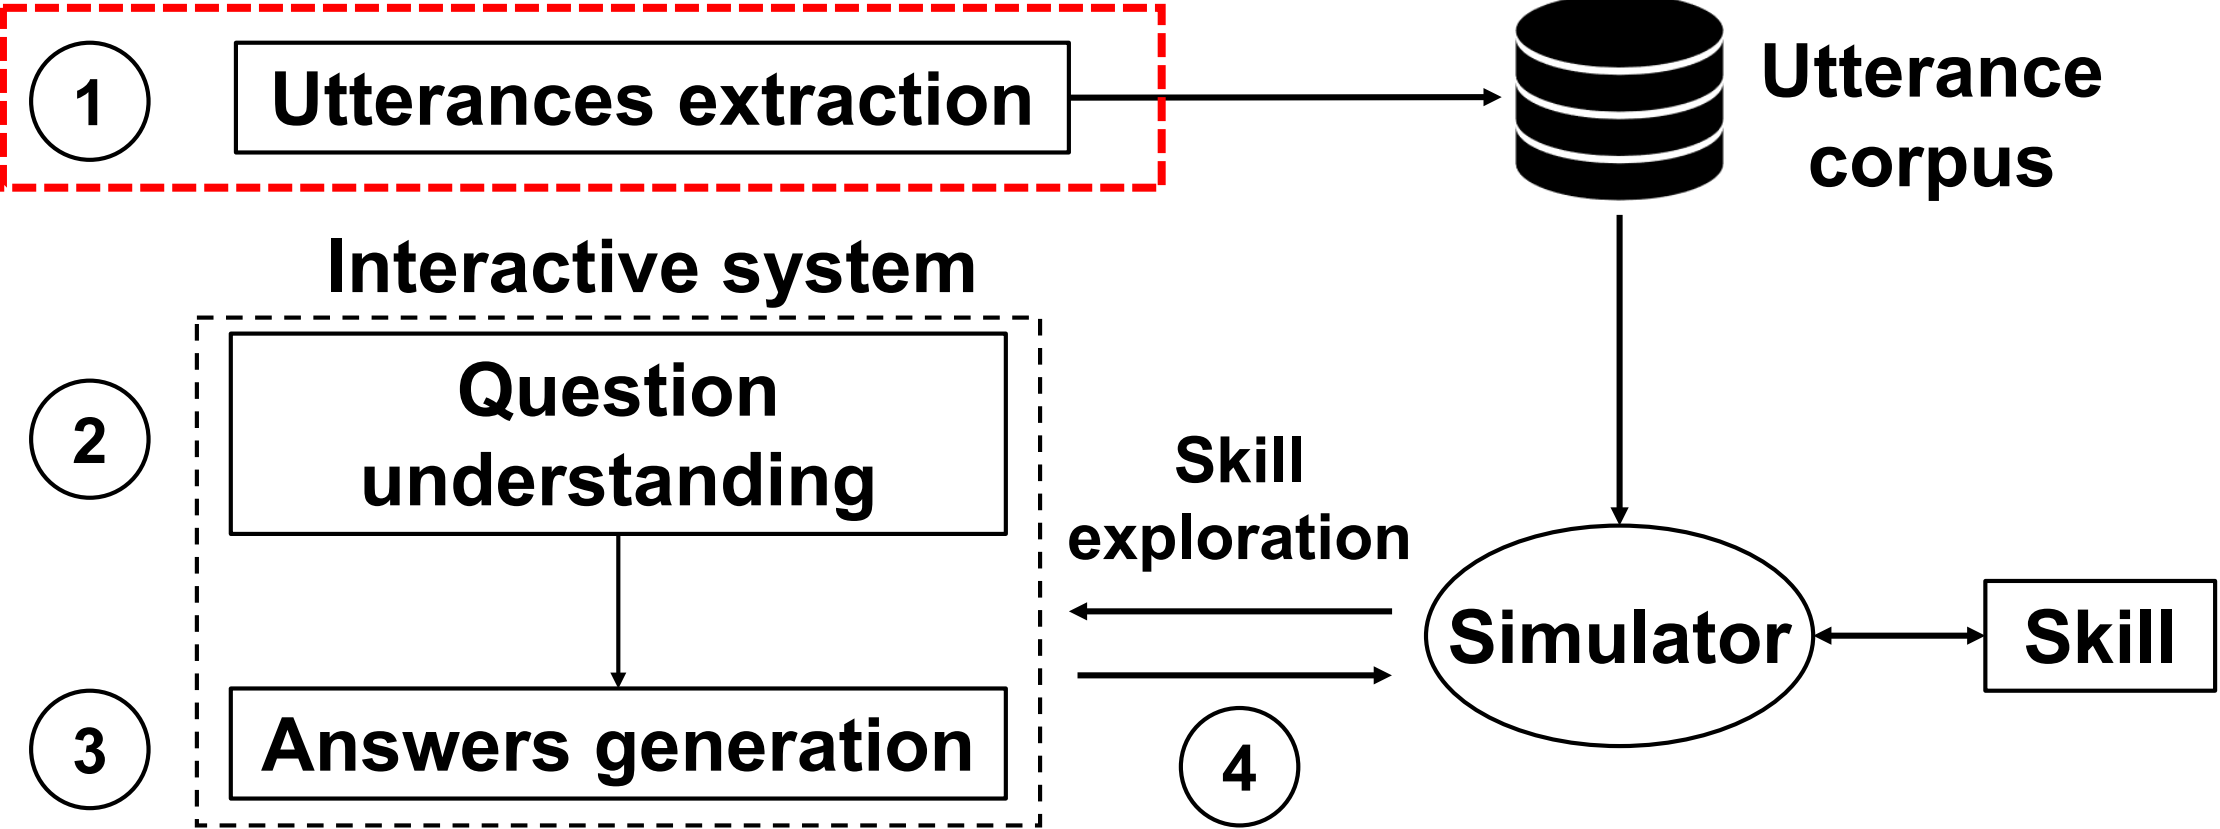 1
Utterances extraction
Utterance
corpus
Interactive system
2
Question
understanding
Skill
exploration
Simulator
Skill
3
Answers generation
4